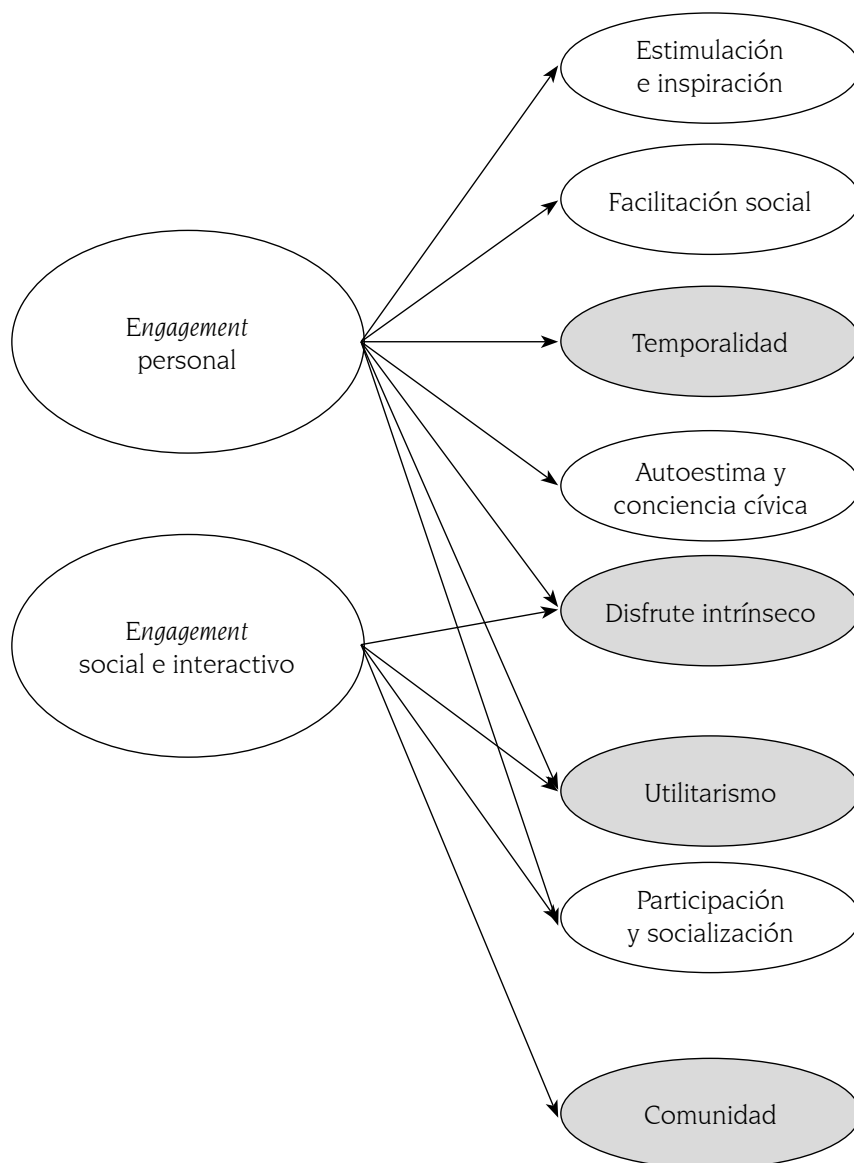 Estimulación
e inspiración
Facilitación social
Engagement
personal
Temporalidad
Autoestima y
conciencia cívica
Engagement
social e interactivo
Disfrute intrínseco
Utilitarismo
Participación
y socialización
Comunidad